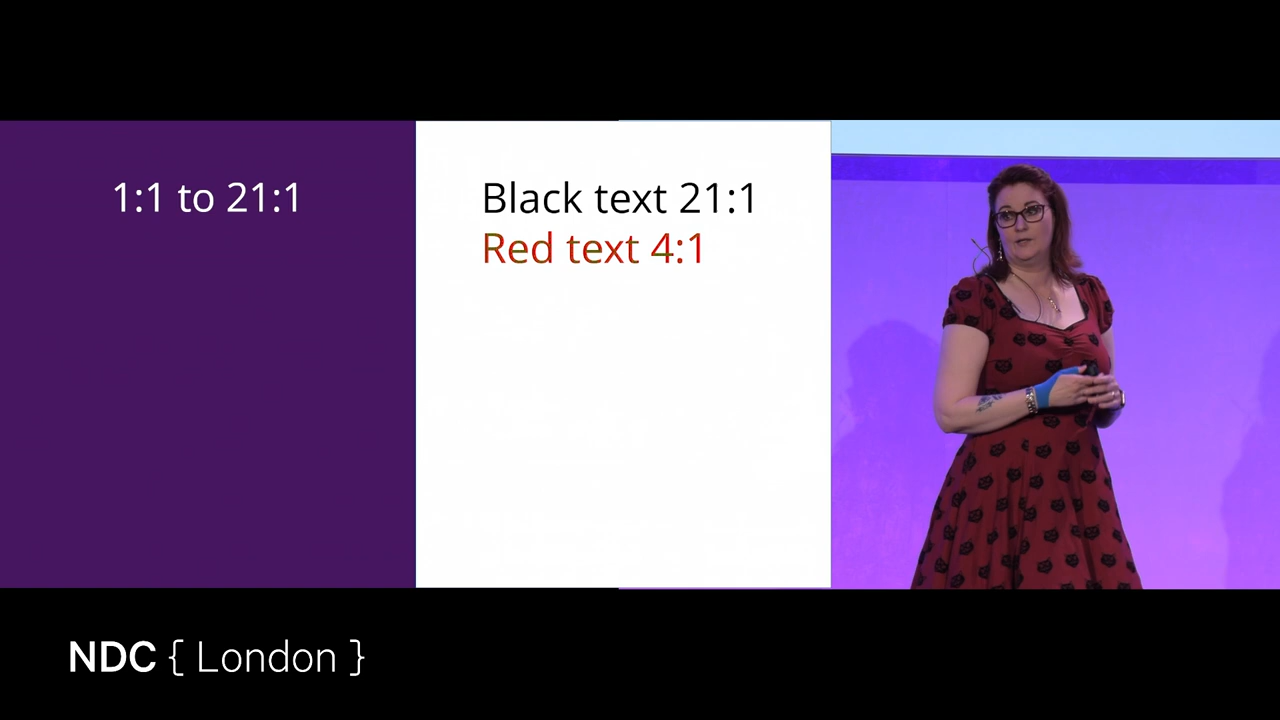 1:1 to 21:1
Black text 21:1
Red text 4:1
NDC { London }